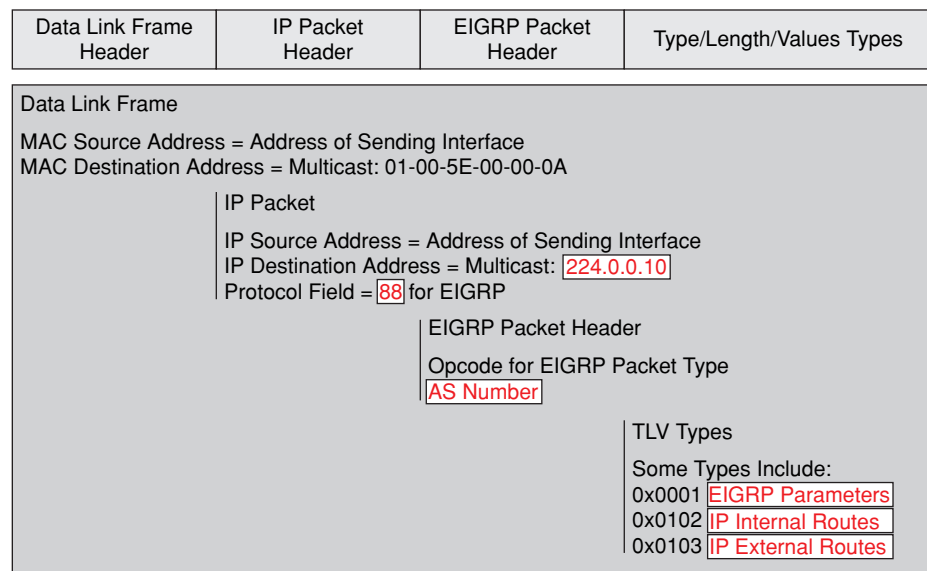 Data Link Frame
Header
IP Packet
Header
EIGRP Packet
Header
Type/Length/Values Types
Data Link Frame
MAC Source Address = Address of Sending Interface
MAC Destination Address = Multicast: 01-00-5E-00-00-0A
IP Packet
IP Source Address = Address of Sending Interface
IP Destination Address = Multicast: 224.0.0.10
Protocol Field = 88 for EIGRP
EIGRP Packet Header
Opcode for EIGRP Packet Type
AS Number
TLV Types
Some Types Include:
0x0001 EIGRP Parameters
0x0102 IP Internal Routes
0x0103 IP External Routes